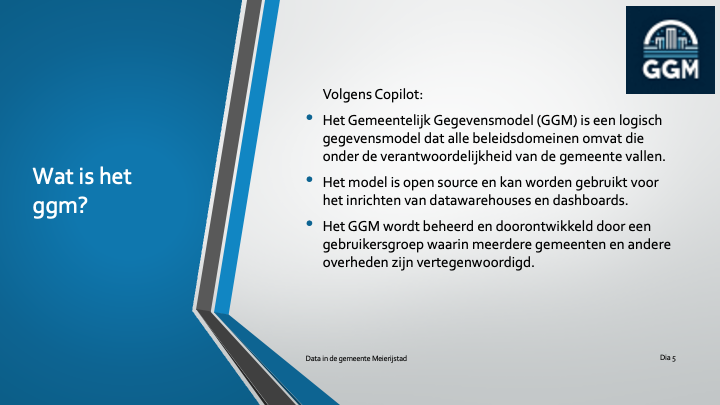 GGM
Wat is het
ggm?
Volgens Copilot:
• Het Gemeentelijk Gegevensmodel (GGM) is een logisch
gegevensmodel dat alle beleidsdomeinen omvat die
onder de verantwoordelijkheid van de gemeente vallen.
• Het model is open source en kan worden gebruikt voor
het inrichten van datawarehouses en dashboards.
• Het GGM wordt beheerd en doorontwikkeld door een
gebruikersgroep waarin meerdere gemeenten en andere
overheden zijn vertegenwoordigd.
Data in de gemeente Meierijstad
Dia 5